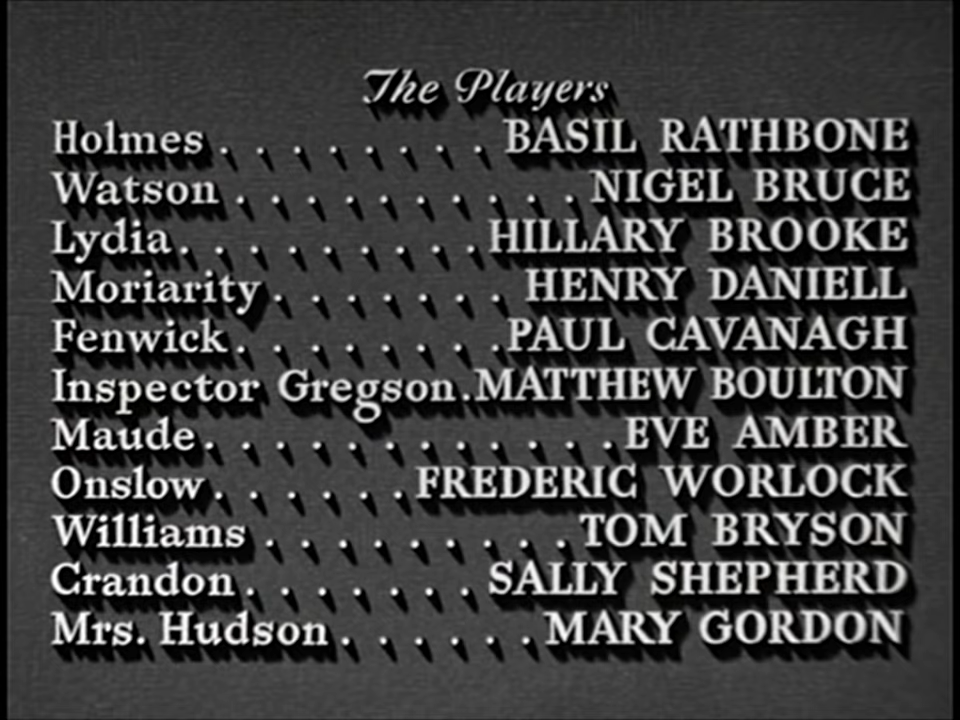 The Players
Holmes . . . . . . . . BASIL RATHBONE
Watson . . . . . . . . . . NIGEL BRUCE
Lydia . . . . . . . . . HILLARY BROOKE
Moriarity . . . . . . . HENRY DANIELL
Fenwick . . . . . . . . PAUL CAVANAGH
Inspector Gregson . MATTHEW BOULTON
Maude . . . . . . . . . . . . EVE AMBER
Onslow . . . . . . FREDERIC WORLOCK
Williams . . . . . . . . . TOM BRYSON
Crandon . . . . . . . SALLY SHEPHERD
Mrs. Hudson . . . . . . MARY GORDON